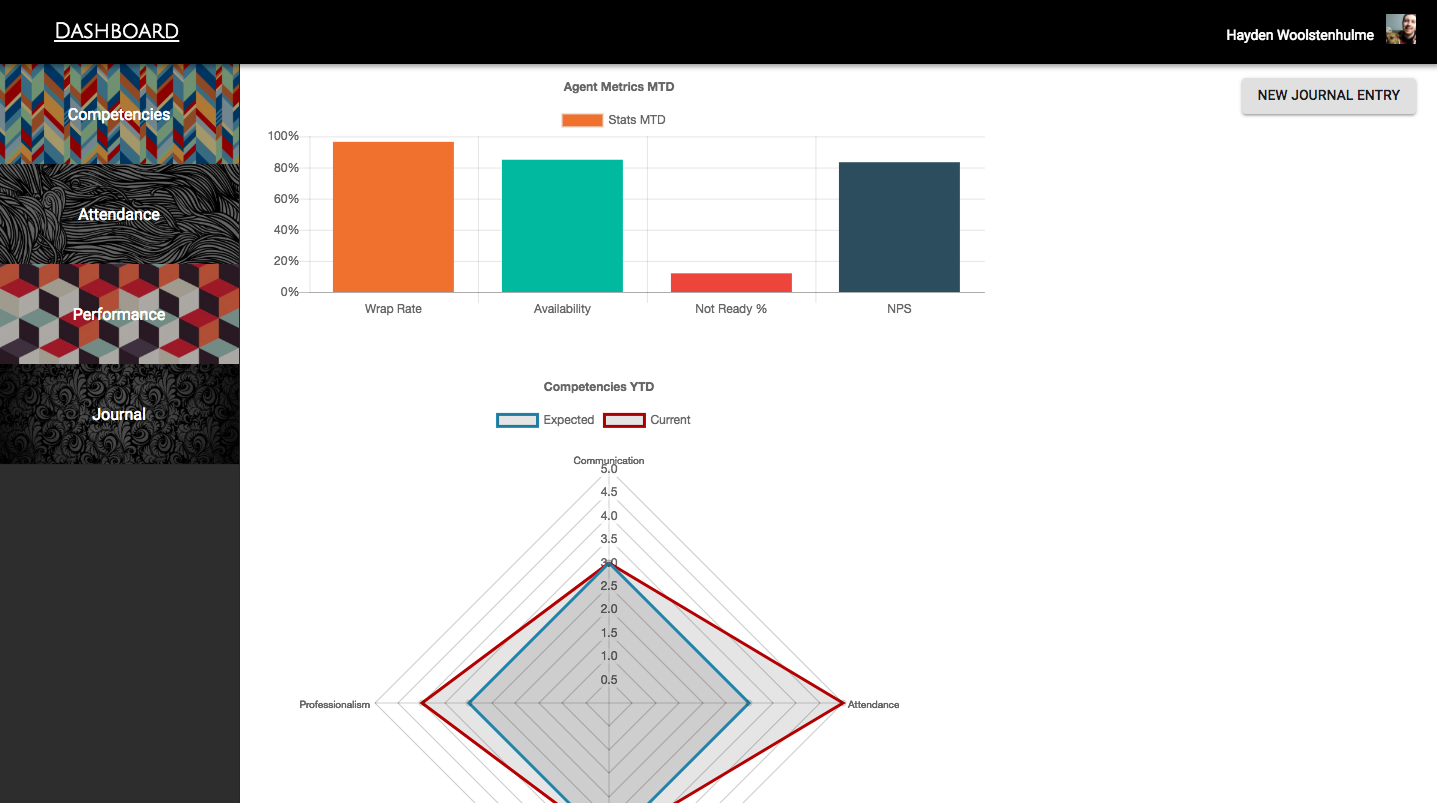 DASHBOARD
Hayden Woolstenhulme
Competencies
Attendance
Performance
Journal
NEW JOURNAL ENTRY
Agent Metrics MTD
Stats MTD
100%
80%
60%
40%
20%
0%
Wrap Rate Availability Not Ready % NPS
Competencies YTD
Expected Current
Communication
5.0
4.5
4.0
3.5
3.0
2.5
2.0
1.5
1.0
0.5
Professionalism Attendance